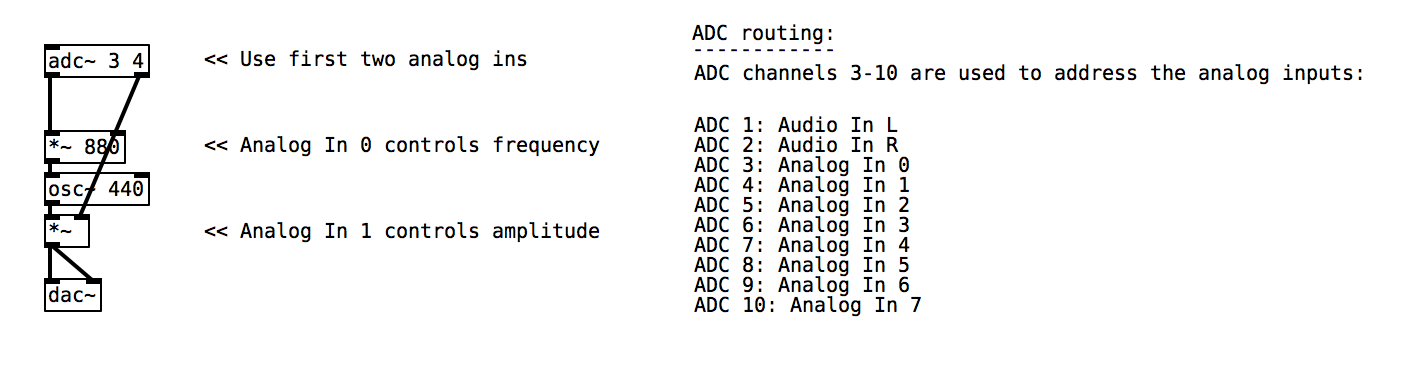 adc~ 3 4
<< Use first two analog ins
*~ 880
<< Analog In 0 controls frequency
osc~ 440
*~
<< Analog In 1 controls amplitude
dac~
ADC routing:
------------
ADC channels 3-10 are used to address the analog inputs:
ADC 1: Audio In L
ADC 2: Audio In R
ADC 3: Analog In 0
ADC 4: Analog In 1
ADC 5: Analog In 2
ADC 6: Analog In 3
ADC 7: Analog In 4
ADC 8: Analog In 5
ADC 9: Analog In 6
ADC 10: Analog In 7